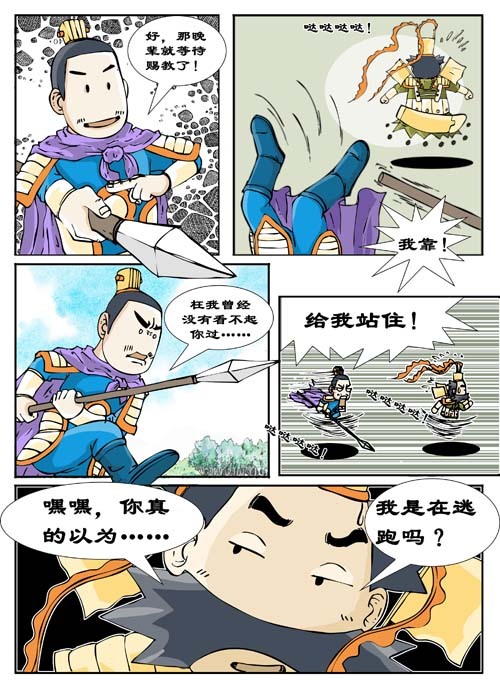 好，那晚
辈就等待
赐教了！
哒哒哒哒！
我靠！
枉我曾经
没有看不起
你过……
给我站住！
哒哒哒哒！
哒哒哒哒！
嘿嘿，你真
的以为……
我是在逃
跑吗？